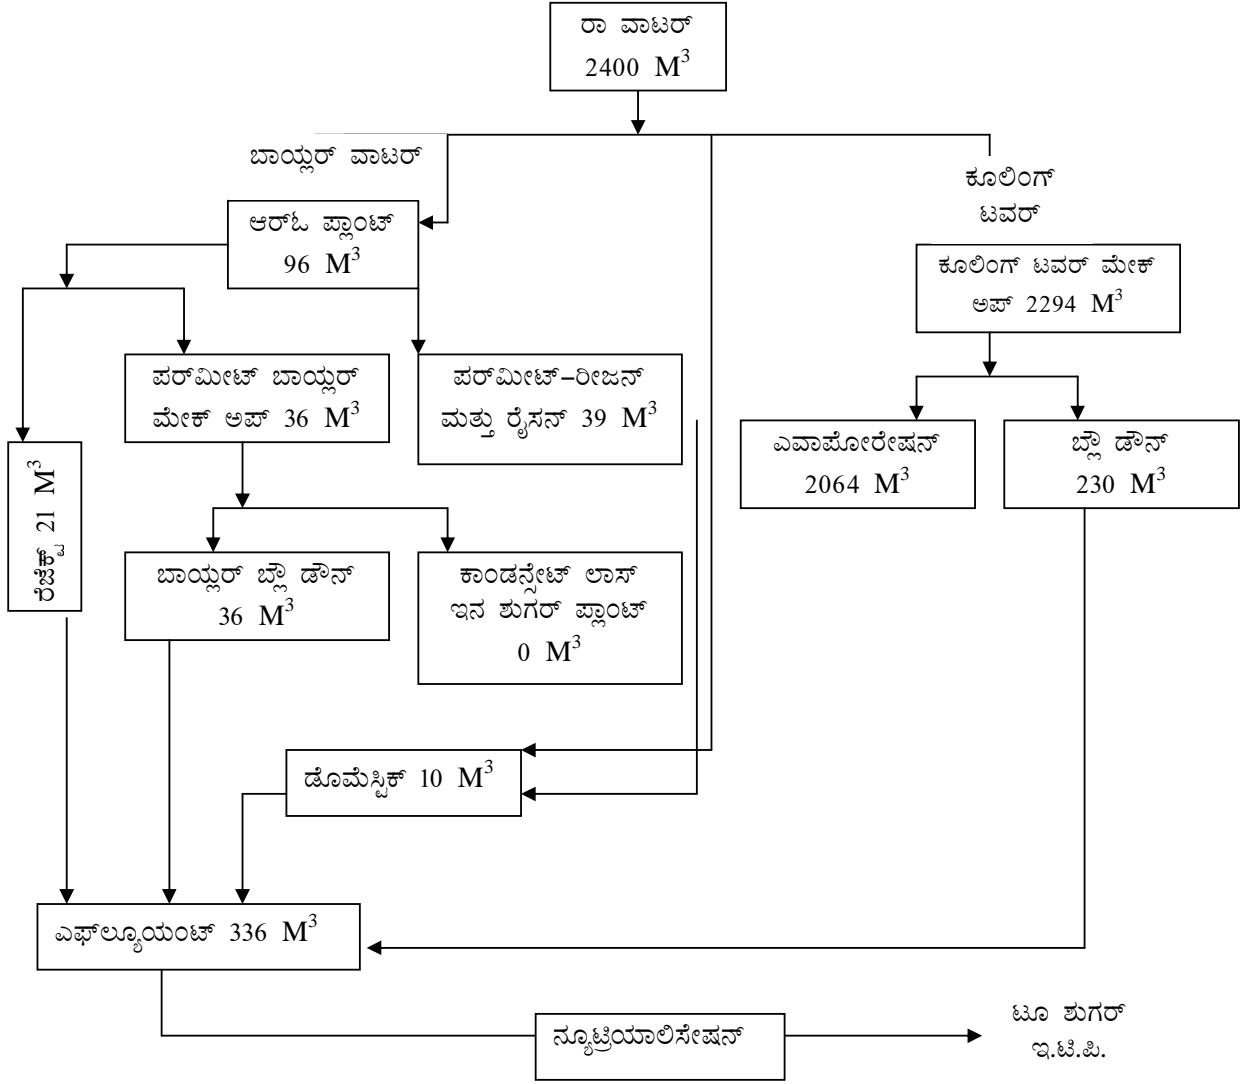 ರಾ ವಾಟರ್
2400 M³
ಬಾಯ್ಲರ್ ವಾಟರ್
ಕೂಲಿಂಗ್
ಟವರ್
ಆರ್‌ಓ ಪ್ಲಾಂಟ್
96 M³
ಕೂಲಿಂಗ್ ಟವರ್ ಮೇಕ್
ಅಪ್ 2294 M³
ಪರ್‌ಮೀಟ್ ಬಾಯ್ಲರ್
ಮೇಕ್ ಅಪ್ 36 M³
ಪರ್‌ಮೀಟ್-ರೀಜನ್
ಮತ್ತು ರೈಸನ್ 39 M³
ಎವಾಪೋರೇಷನ್
2064 M³
ಬ್ಲೌ ಡೌನ್
230 M³
ರೆಜೆಕ್ಟ್ 21 M³
ಬಾಯ್ಲರ್ ಬ್ಲೌ ಡೌನ್
36 M³
ಕಾಂಡನ್ಸೇಟ್ ಲಾಸ್
ಇನ ಶುಗರ್ ಪ್ಲಾಂಟ್
0 M³
ಡೊಮೆಸ್ಟಿಕ್ 10 M³
ಎಫ್‌ಲ್ಯೂಯಂಟ್ 336 M³
ನ್ಯೂಟ್ರಿಯಾಲಿಸೇಷನ್
ಟೂ ಶುಗರ್
ಇ.ಟಿ.ಪಿ.